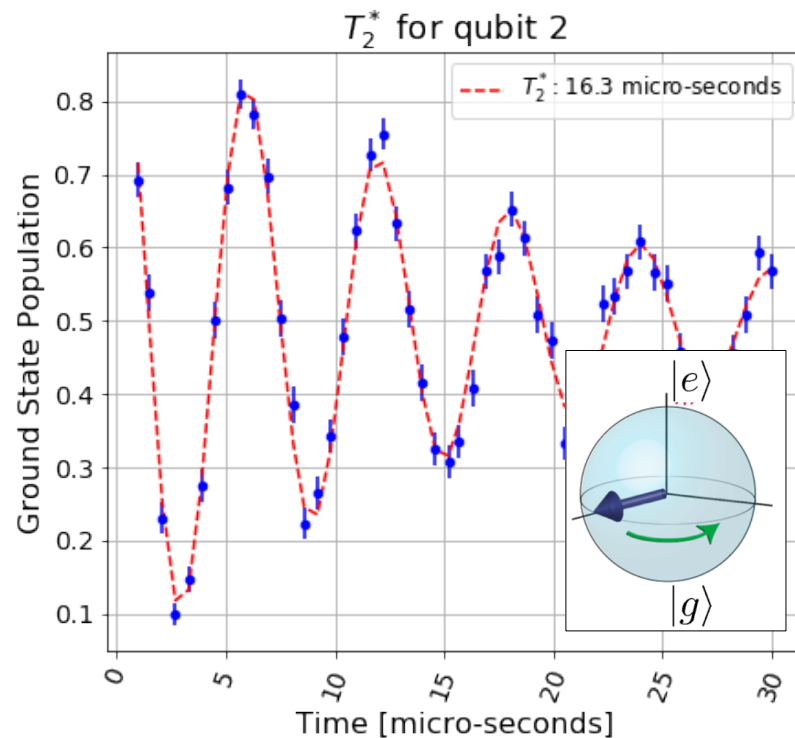 T₂* for qubit 2
T₂*: 16.3 micro-seconds
Ground State Population
0.8
0.7
0.6
0.5
0.4
0.3
0.2
0.1
|e⟩
|g⟩
0 5 10 15 20 25 30
Time [micro-seconds]